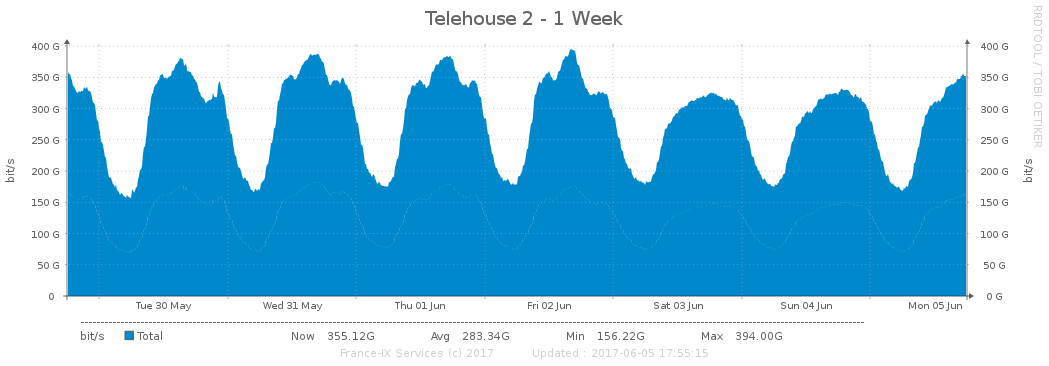 Telehouse 2 - 1 Week
RRDTOOL / TOBI OETIKER
400 G 400 G
350 G 350 G
300 G 300 G
250 G 250 G
200 G 200 G
150 G 150 G
100 G 100 G
50 G 50 G
0 0 G
bit/s bit/s
Tue 30 May Wed 31 May Thu 01 Jun Fri 02 Jun Sat 03 Jun Sun 04 Jun Mon 05 Jun
bit/s Total Now 355.12G Avg 283.34G Min 156.22G Max 394.00G
France-IX Services (c) 2017 Updated : 2017-06-05 17:55:15